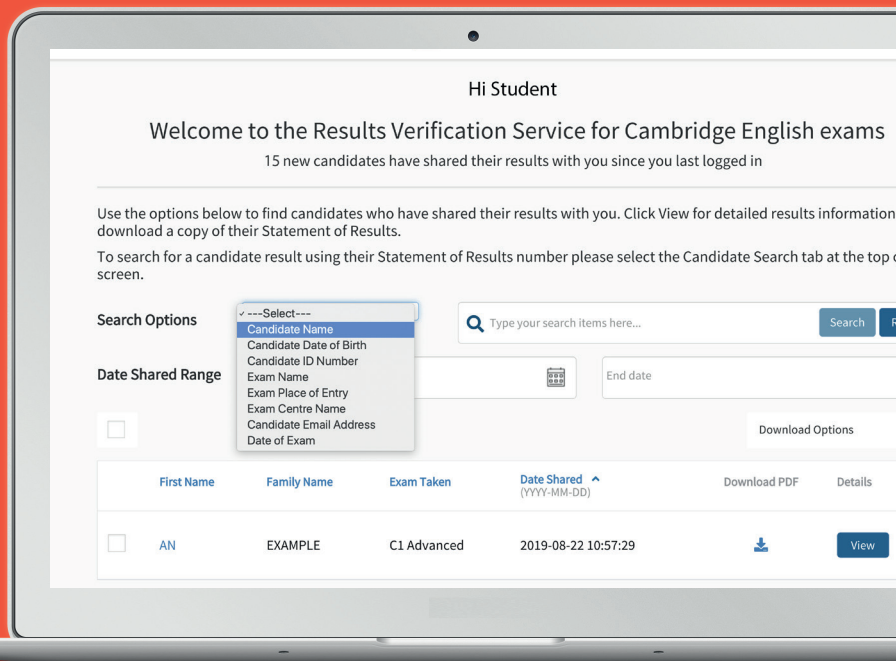 Hi Student
Welcome to the Results Verification Service for Cambridge English exams
15 new candidates have shared their results with you since you last logged in
Use the options below to find candidates who have shared their results with you. Click View for detailed results information
download a copy of their Statement of Results.
To search for a candidate result using their Statement of Results number please select the Candidate Search tab at the top
screen.
Search Options
---Select---
Candidate Name
Candidate Date of Birth
Candidate ID Number
Exam Name
Exam Place of Entry
Exam Centre Name
Candidate Email Address
Date of Exam
Type your search items here...
Search
Date Shared Range
End date
Download Options
First Name Family Name Exam Taken Date Shared Download PDF Details
(YYYY-MM-DD)
AN EXAMPLE C1 Advanced 2019-08-22 10:57:29 View